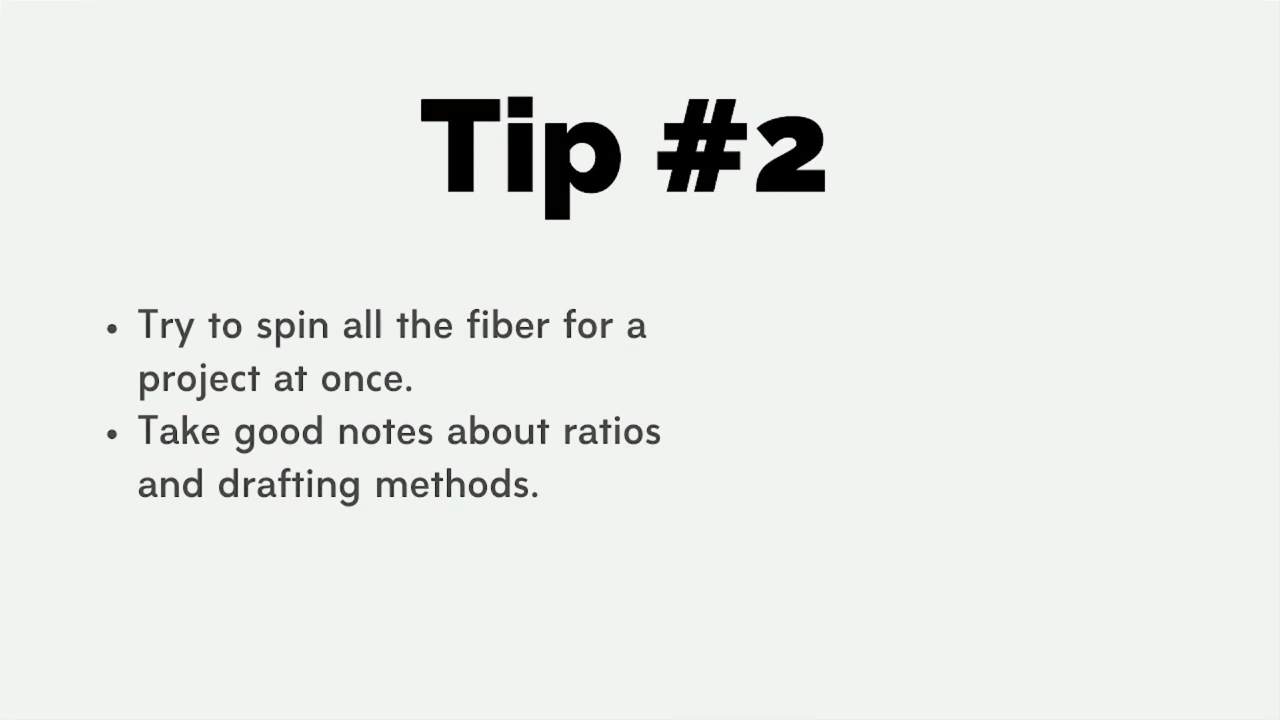 Tip #2
• Try to spin all the fiber for a
project at once.
• Take good notes about ratios
and drafting methods.